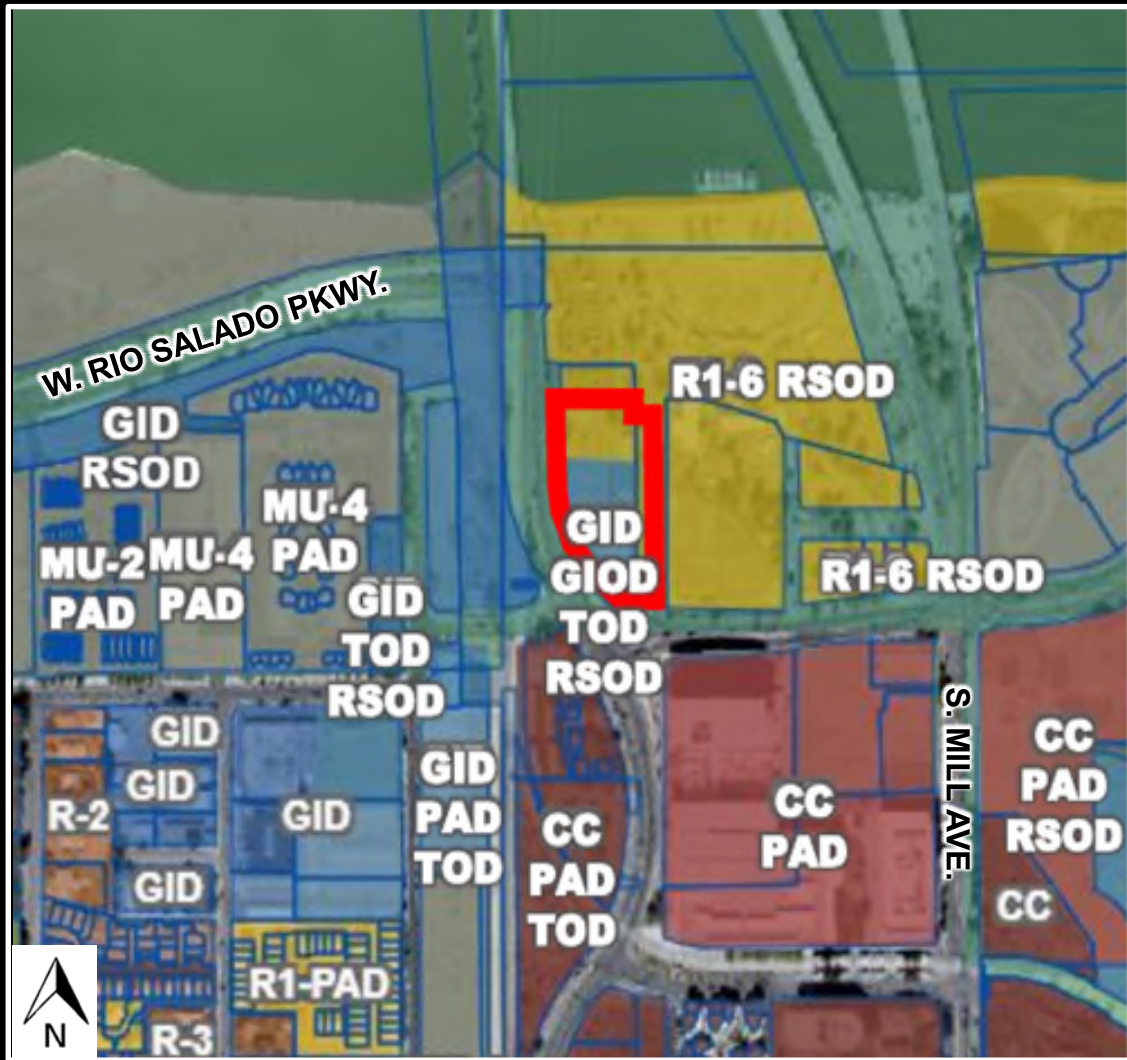 W. RIO SALADO PKWY.
R1-6 RSOD
GID
RSOD
MU-4
PAD
MU-2
PAD
MU-4
PAD
GID
TOD
RSOD
GID
GIOD
TOD
RSOD
R1-6 RSOD
GID
GID
GID
R-2
GID
GID
PAD
TOD
CC
PAD
TOD
CC
PAD
S. MILL AVE.
CC
PAD
RSOD
CC
R1-PAD
R-3
N